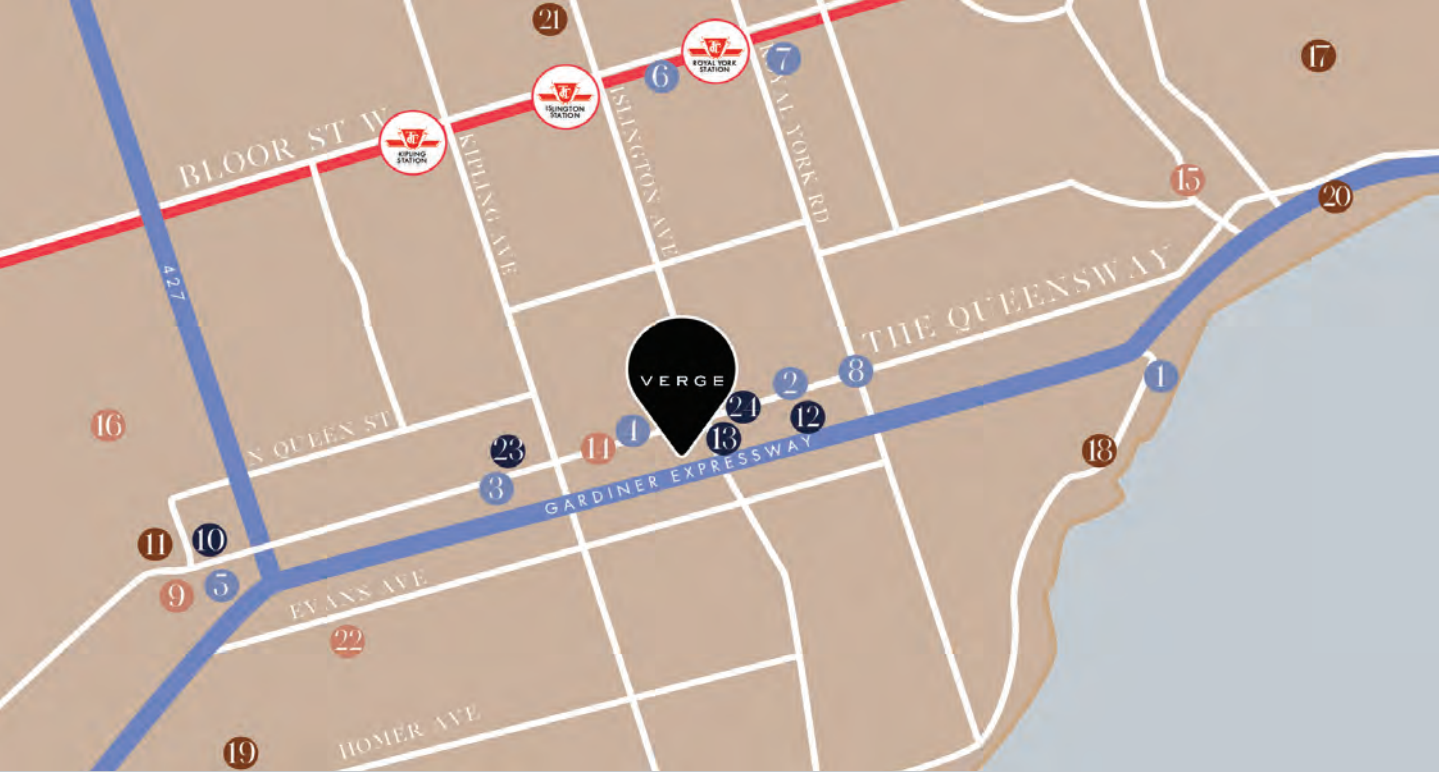 21
17
ROYAL YORK
STATION
6
7
ISLINGTON
STATION
KIPLING
STATION
BLOOR ST W
KIPLING AVE
ISLINGTON AVE
ROYAL YORK RD
15
20
427
THE QUEENSWAY
VERGE
2
8
1
16
N QUEEN ST
4
24
12
13
14
23
3
18
GARDINER EXPRESSWAY
11
10
9
5
EVANS AVE
22
HOMER AVE
19